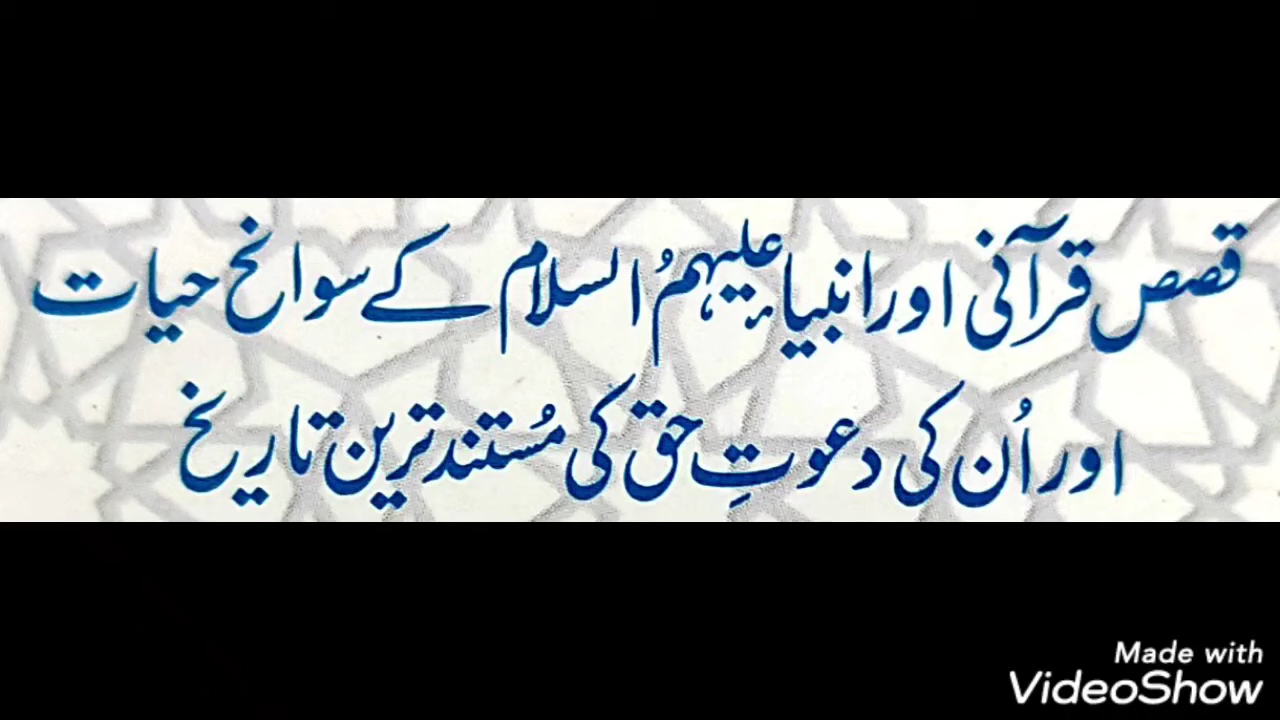 قصص قرآنی اور انبیاء علیہمُ السلام کے سوانح حیات
اور اُن کی دعوتِ حق کی مُستند ترین تاریخ
Made with
VideoShow